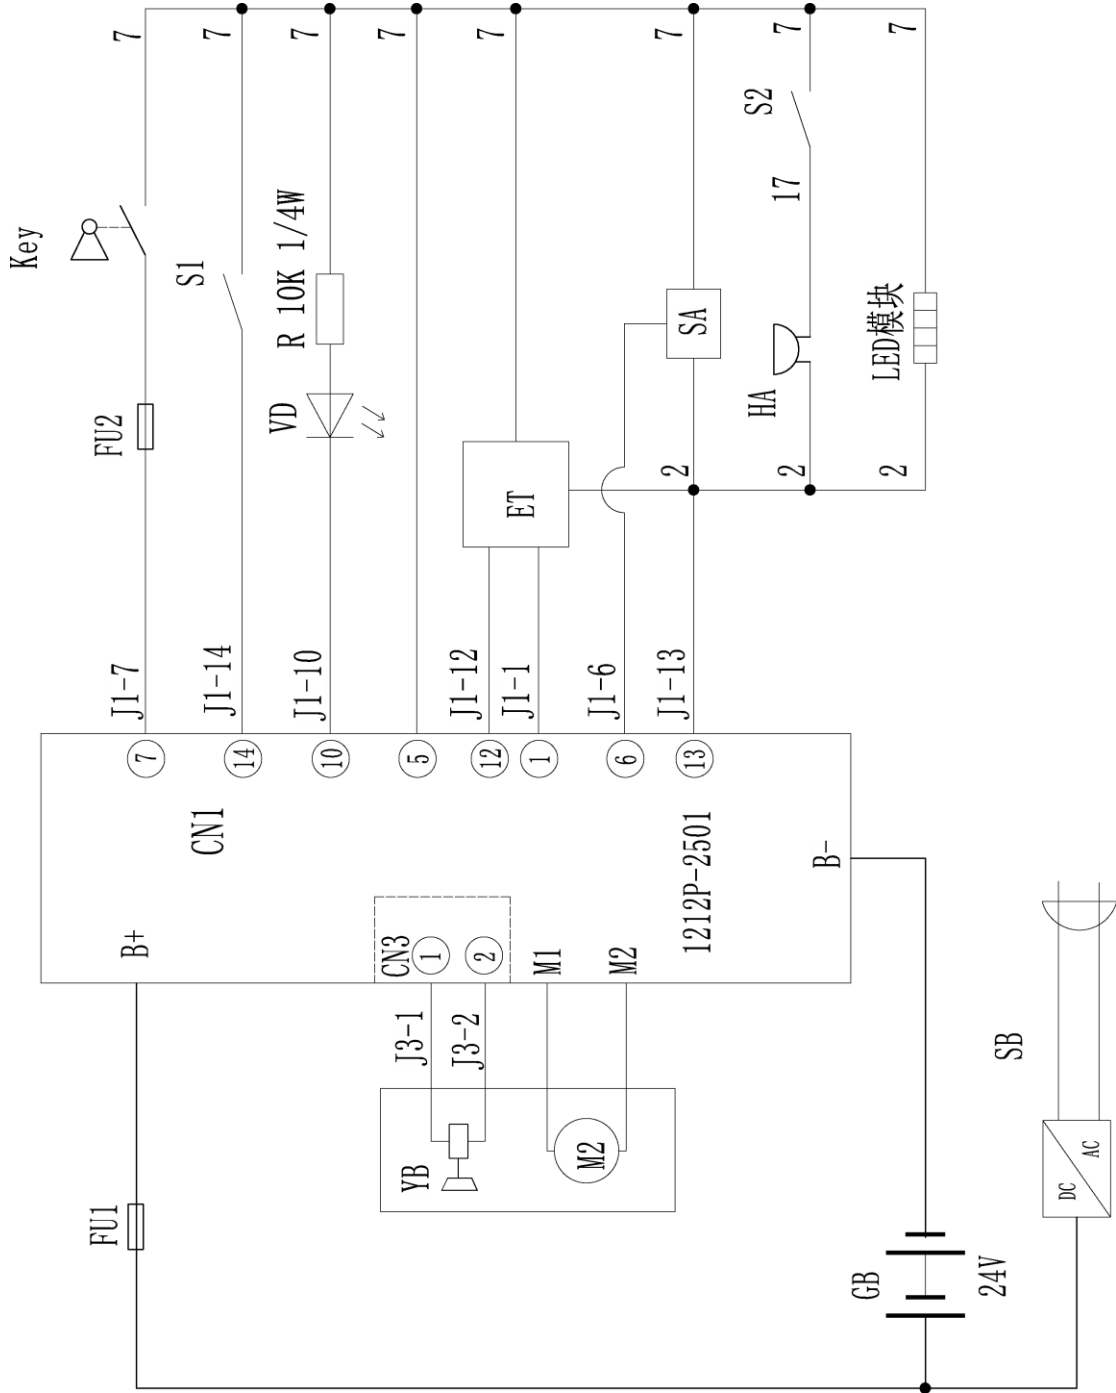 7
7
7
7
7
7
7
7
Key
S1
R 10K 1/4W
S2
17
FU2
VD
SA
HA
LED模块
ET
2
2
2
J1-7
J1-14
J1-10
J1-12
J1-1
J1-6
J1-13
7
14
10
5
12
1
6
13
CN1
B+
CN3
1
2
M1
M2
1212P-2501
B-
J3-1
J3-2
YB
M2
FU1
GB
24V
SB
DC
AC